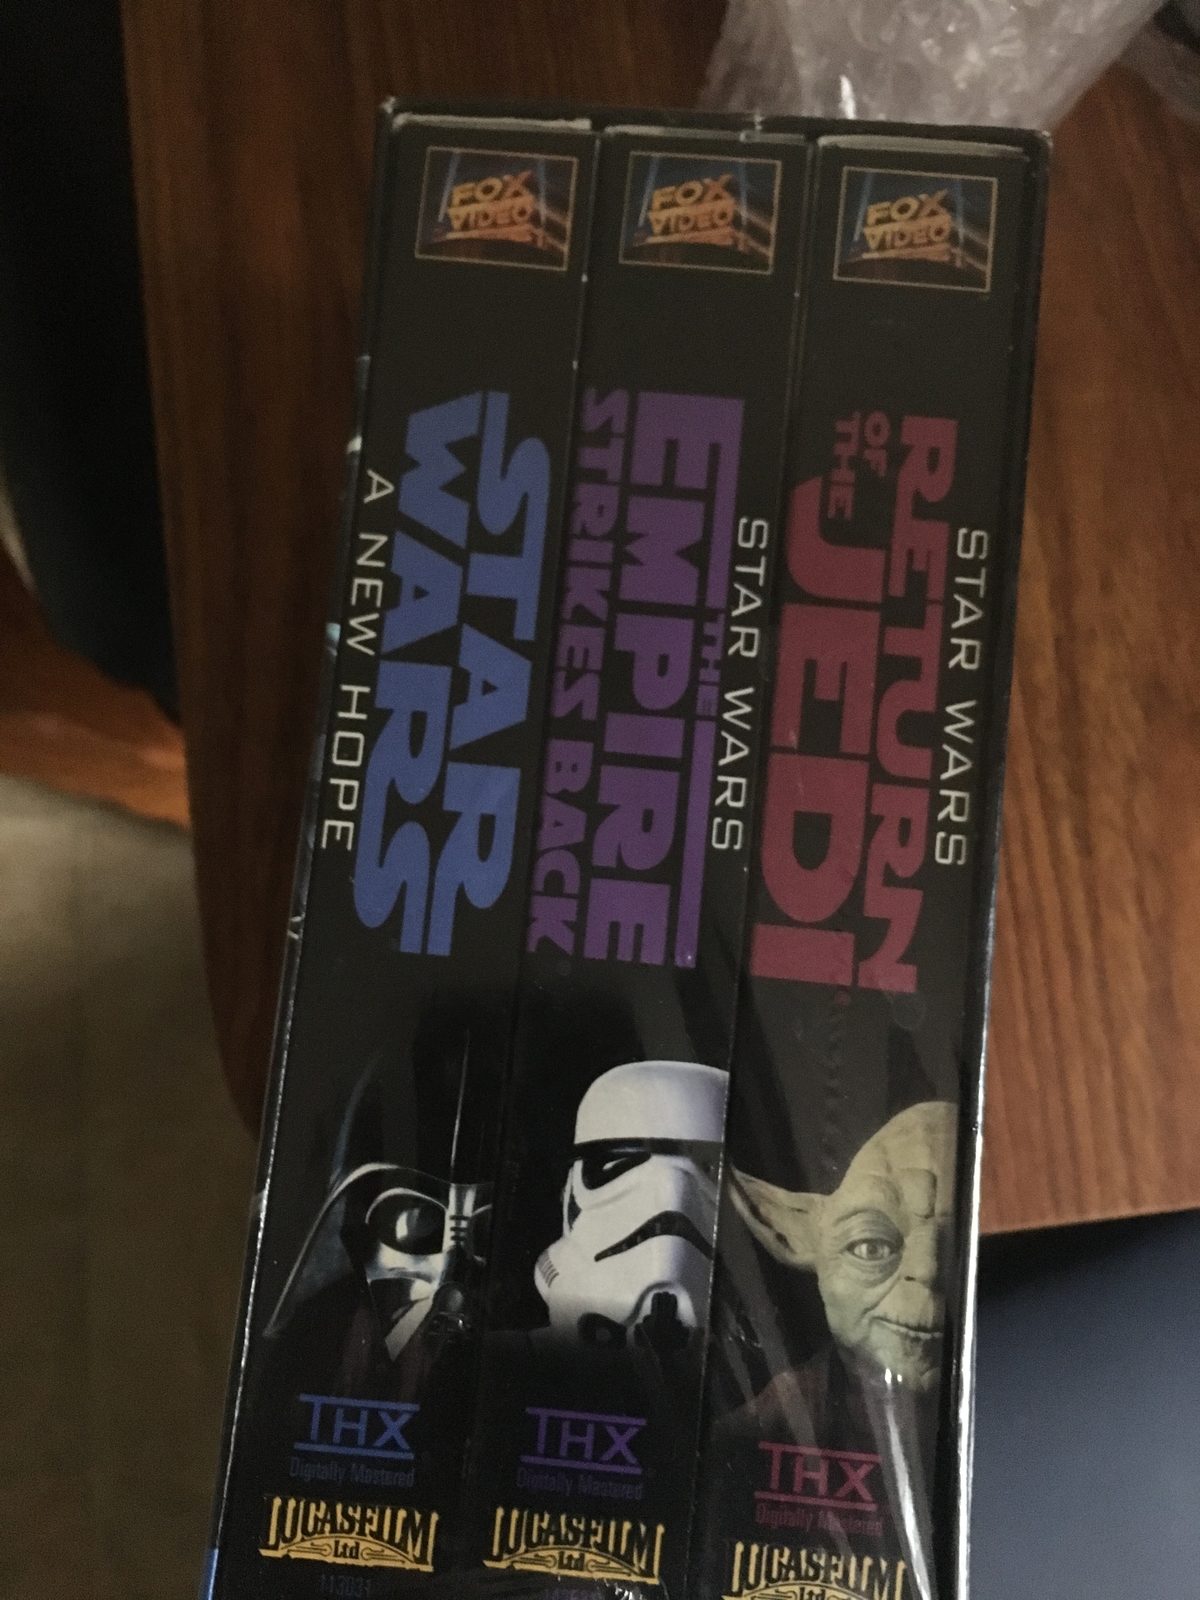 FOX
VIDEO
STAR
WARS
A NEW HOPE
THX
Digitally Mastered
LUCASFILM
Ltd
113031
FOX
VIDEO
STAR WARS
THE
EMPIRE
STRIKES BACK
THX
Digitally Mastered
LUCASFILM
Ltd
FOX
VIDEO
STAR WARS
RETURN
OF THE
JEDI
THX
Digitally Mastered
LUCASFILM
Ltd